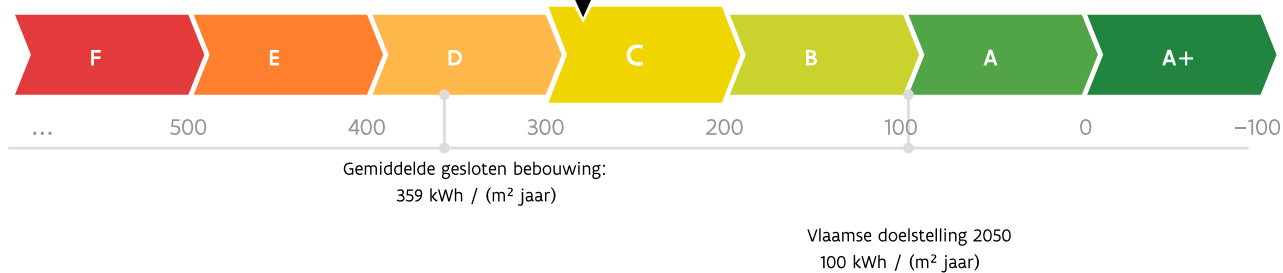 F E D C B A A+
... 500 400 300 200 100 0 −100
Gemiddelde gesloten bebouwing:
359 kWh / (m² jaar)
Vlaamse doelstelling 2050
100 kWh / (m² jaar)